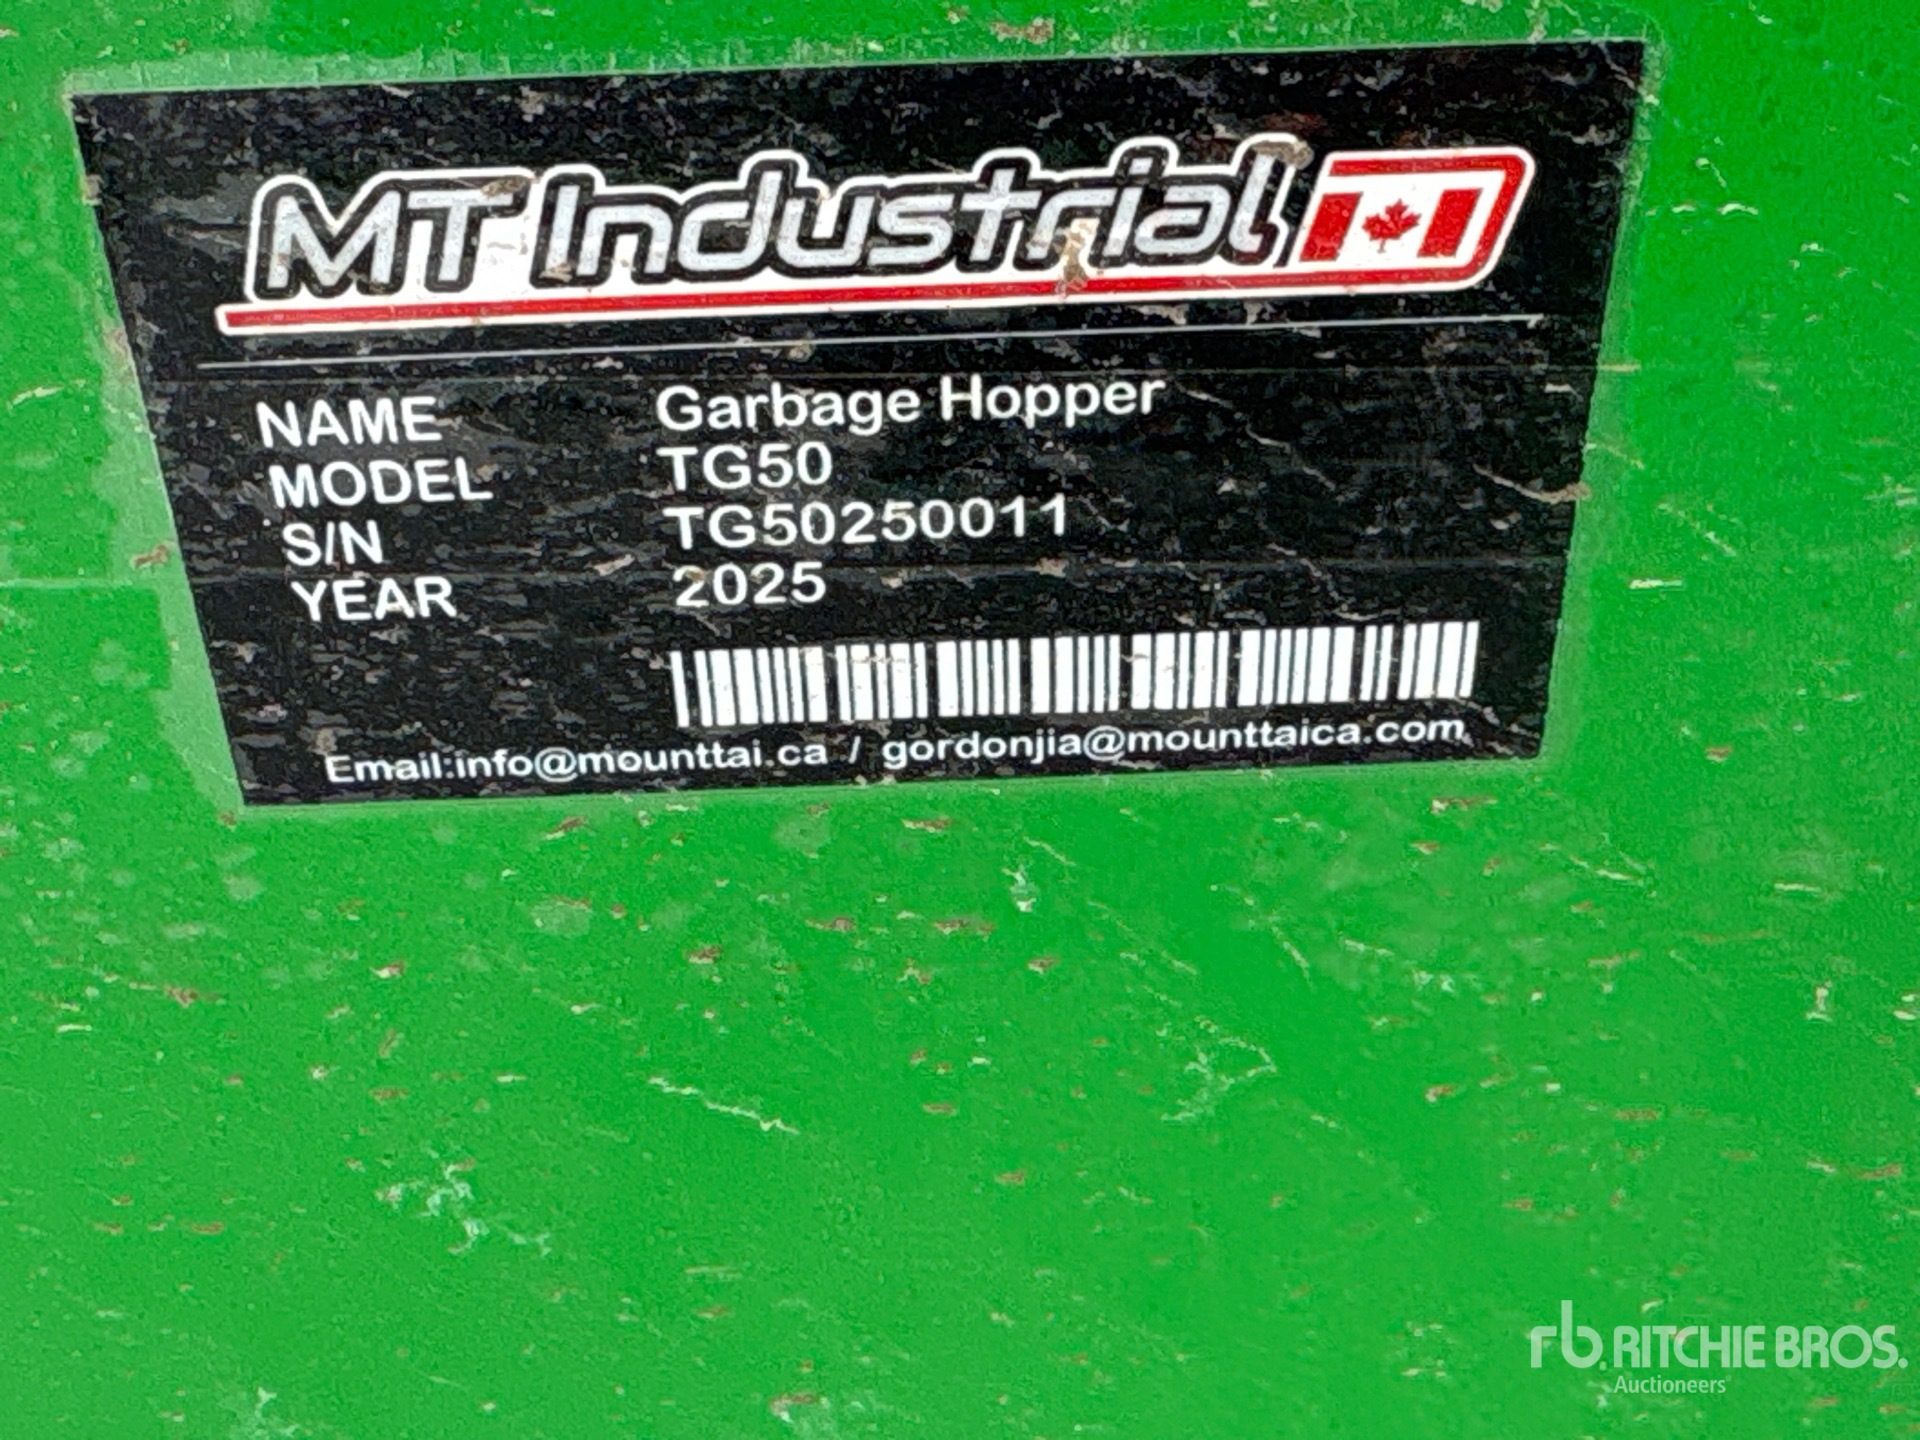 MT Industrial
NAME Garbage Hopper
MODEL TG50
S/N TG50250011
YEAR 2025
Email:info@mounttai.ca / gordonjia@mounttaica.com
rb RITCHIE BROS.
Auctioneers